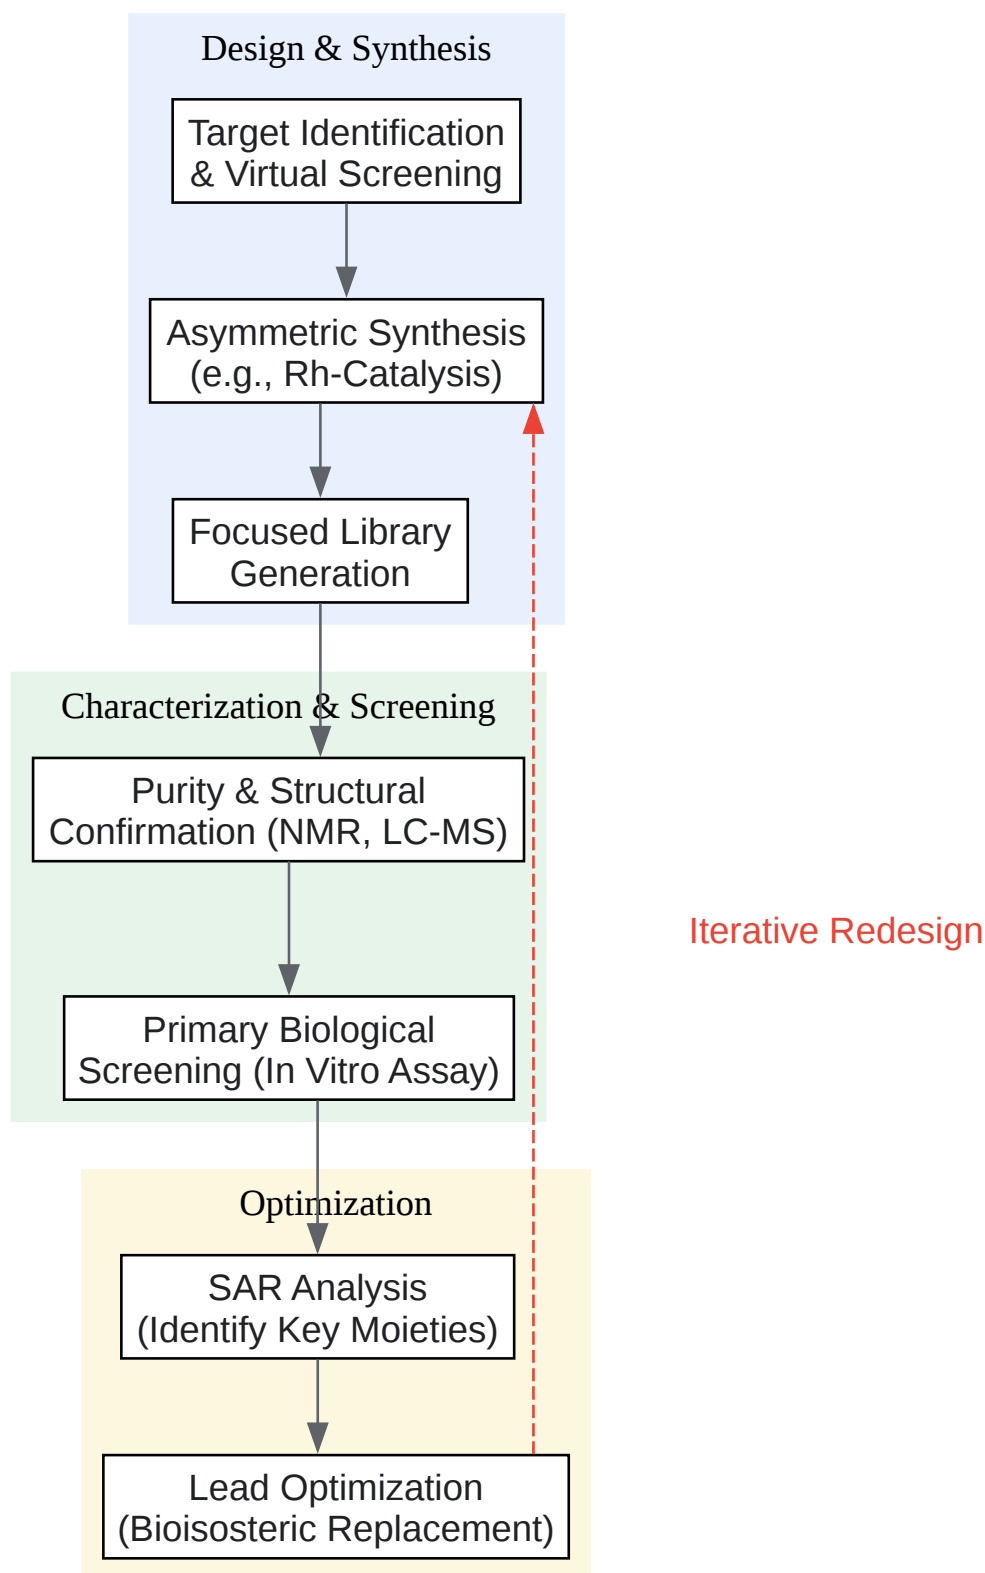 Design & Synthesis
Target Identification
& Virtual Screening
Asymmetric Synthesis
(e.g., Rh-Catalysis)
Focused Library
Generation
Characterization & Screening
Purity & Structural
Confirmation (NMR, LC-MS)
Iterative Redesign
Primary Biological
Screening (In Vitro Assay)
Optimization
SAR Analysis
(Identify Key Moieties)
Lead Optimization
(Bioisosteric Replacement)